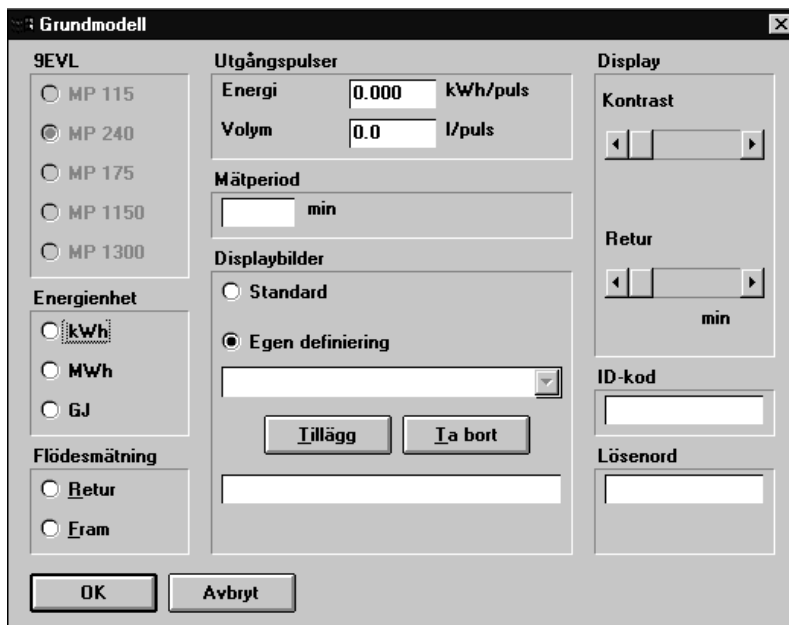 Grundmodell
9EVL
MP 115
MP 240
MP 175
MP 1150
MP 1300
Energienhet
kWh
MWh
GJ
Flödesmätning
Retur
Fram
Utgångspulser
Energi 0.000 kWh/puls
Volym 0.0 l/puls
Mätperiod
min
Displaybilder
Standard
Egen definiering
Tillägg Ta bort
Display
Kontrast
Retur
min
ID-kod
Lösenord
OK Avbryt